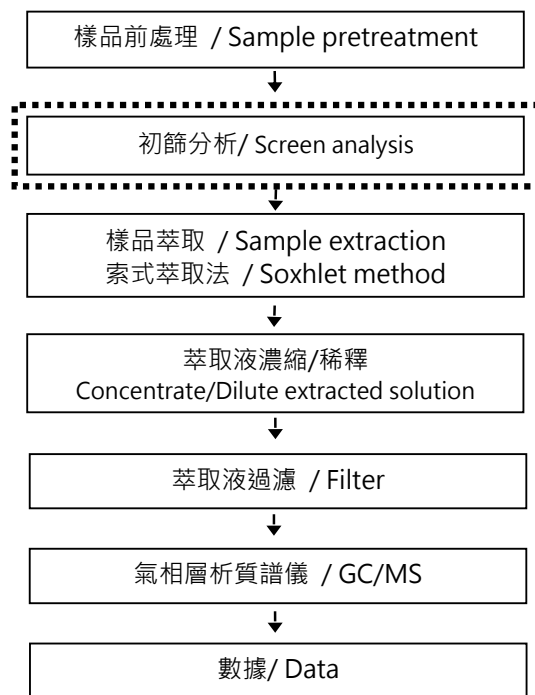 樣品前處理 / Sample pretreatment
初篩分析/ Screen analysis
樣品萃取 / Sample extraction
索式萃取法 / Soxhlet method
萃取液濃縮/稀釋
Concentrate/Dilute extracted solution
萃取液過濾 / Filter
氣相層析質譜儀 / GC/MS
數據/ Data